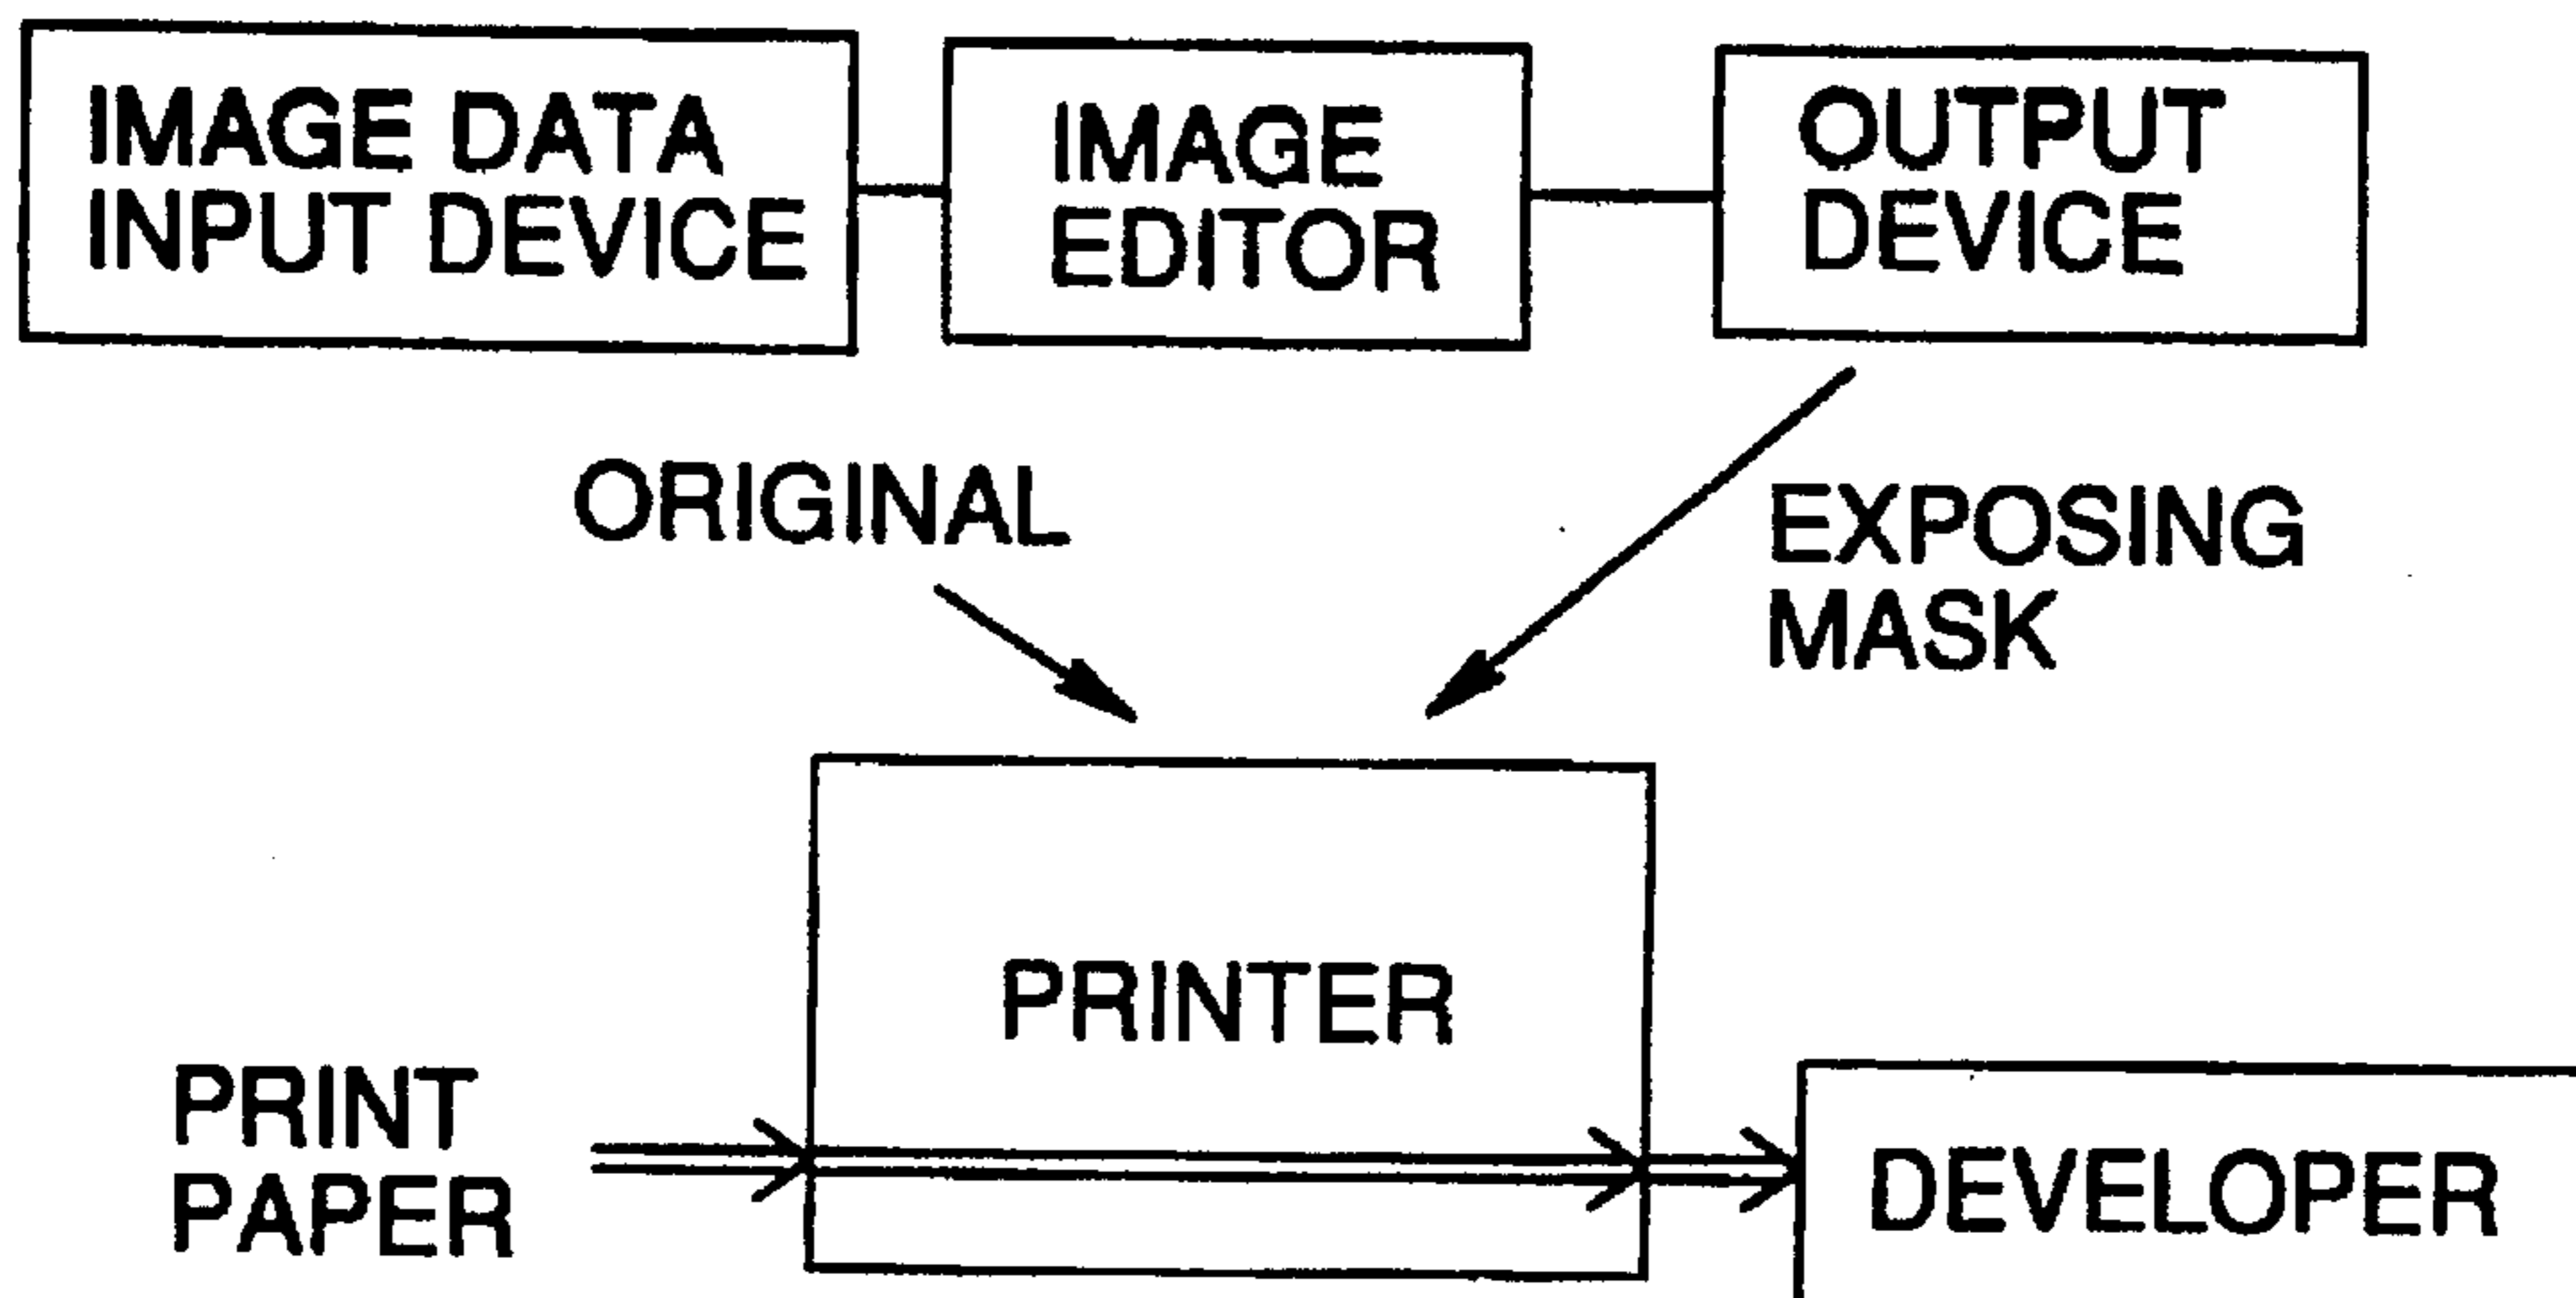 IMAGE DATA
INPUT DEVICE
IMAGE
EDITOR
OUTPUT
DEVICE
ORIGINAL
EXPOSING
MASK
PRINTER
PRINT
PAPER
DEVELOPER